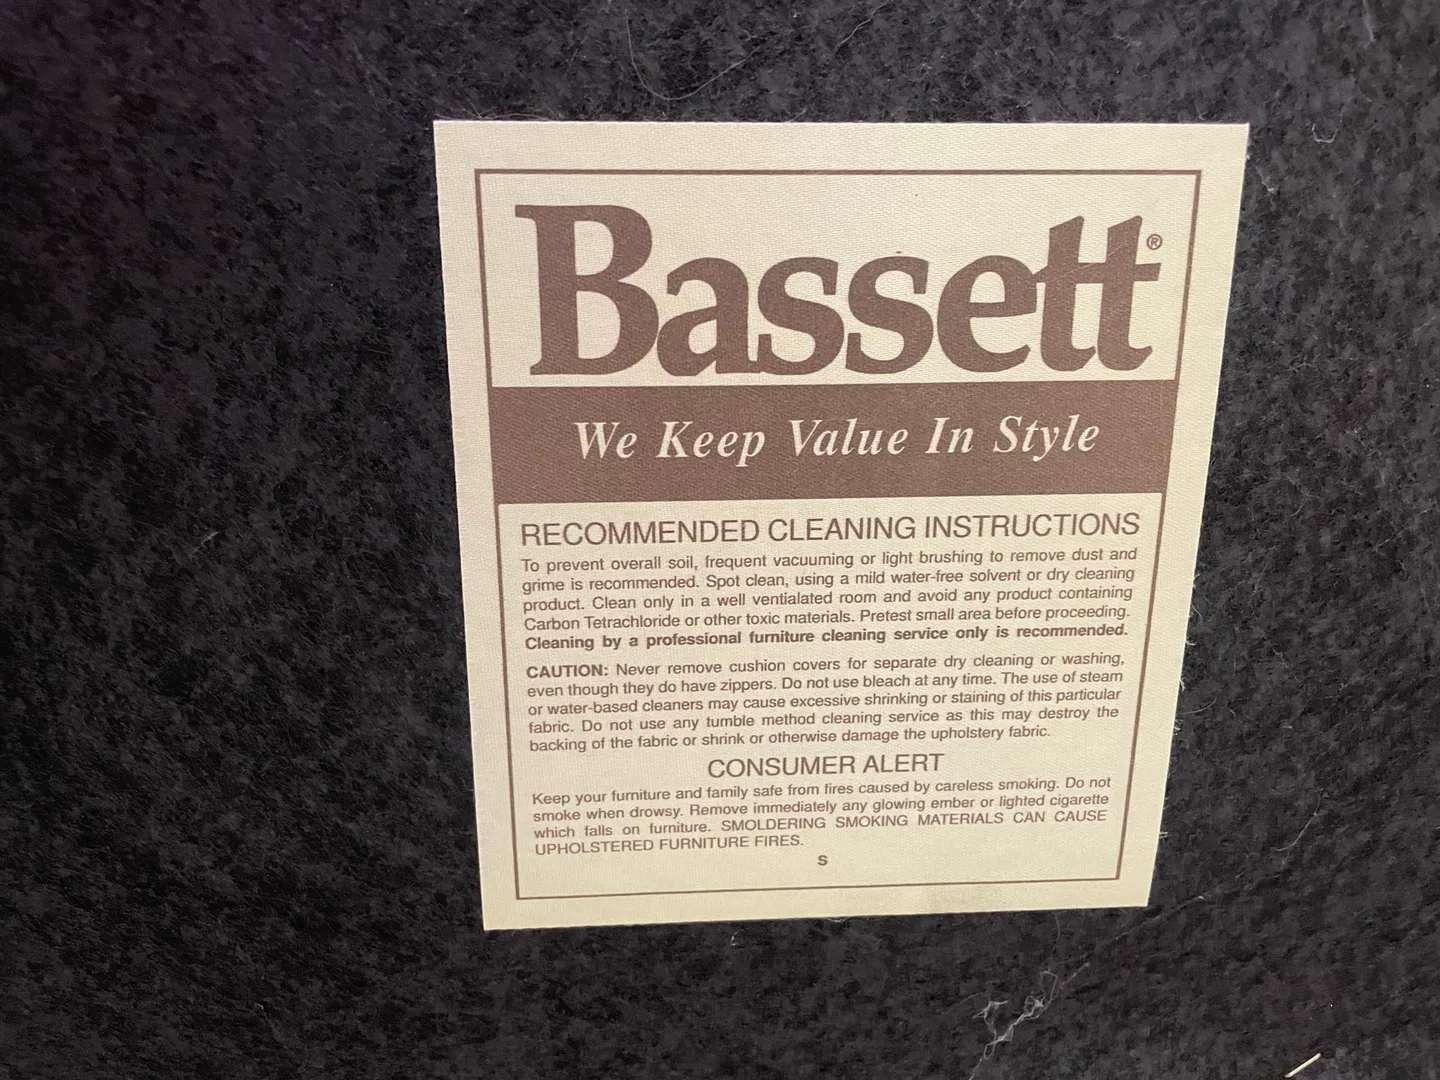 Bassett®
We Keep Value In Style
RECOMMENDED CLEANING INSTRUCTIONS
To prevent overall soil, frequent vacuuming or light brushing to remove dust and
grime is recommended. Spot clean, using a mild water-free solvent or dry cleaning
product. Clean only in a well ventialated room and avoid any product containing
Carbon Tetrachloride or other toxic materials. Pretest small area before proceeding.
Cleaning by a professional furniture cleaning service only is recommended.
CAUTION: Never remove cushion covers for separate dry cleaning or washing,
even though they do have zippers. Do not use bleach at any time. The use of steam
or water-based cleaners may cause excessive shrinking or staining of this particular
fabric. Do not use any tumble method cleaning service as this may destroy the
backing of the fabric or shrink or otherwise damage the upholstery fabric.
CONSUMER ALERT
Keep your furniture and family safe from fires caused by careless smoking. Do not
smoke when drowsy. Remove immediately any glowing ember or lighted cigarette
which falls on furniture. SMOLDERING SMOKING MATERIALS CAN CAUSE
UPHOLSTERED FURNITURE FIRES.
S